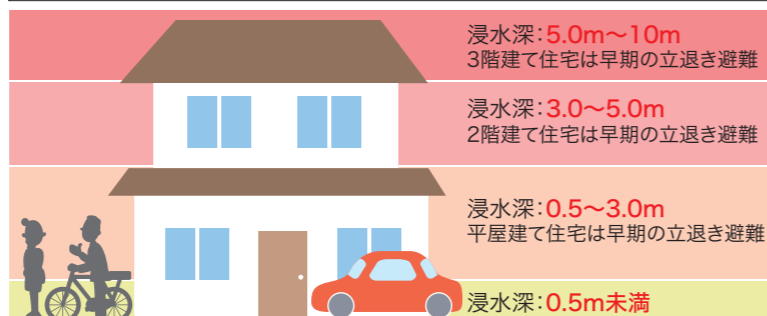 浸水深：5.0m〜10m
3階建て住宅は早期の立退き避難
浸水深：3.0〜5.0m
2階建て住宅は早期の立退き避難
浸水深：0.5〜3.0m
平屋建て住宅は早期の立退き避難
浸水深：0.5m未満